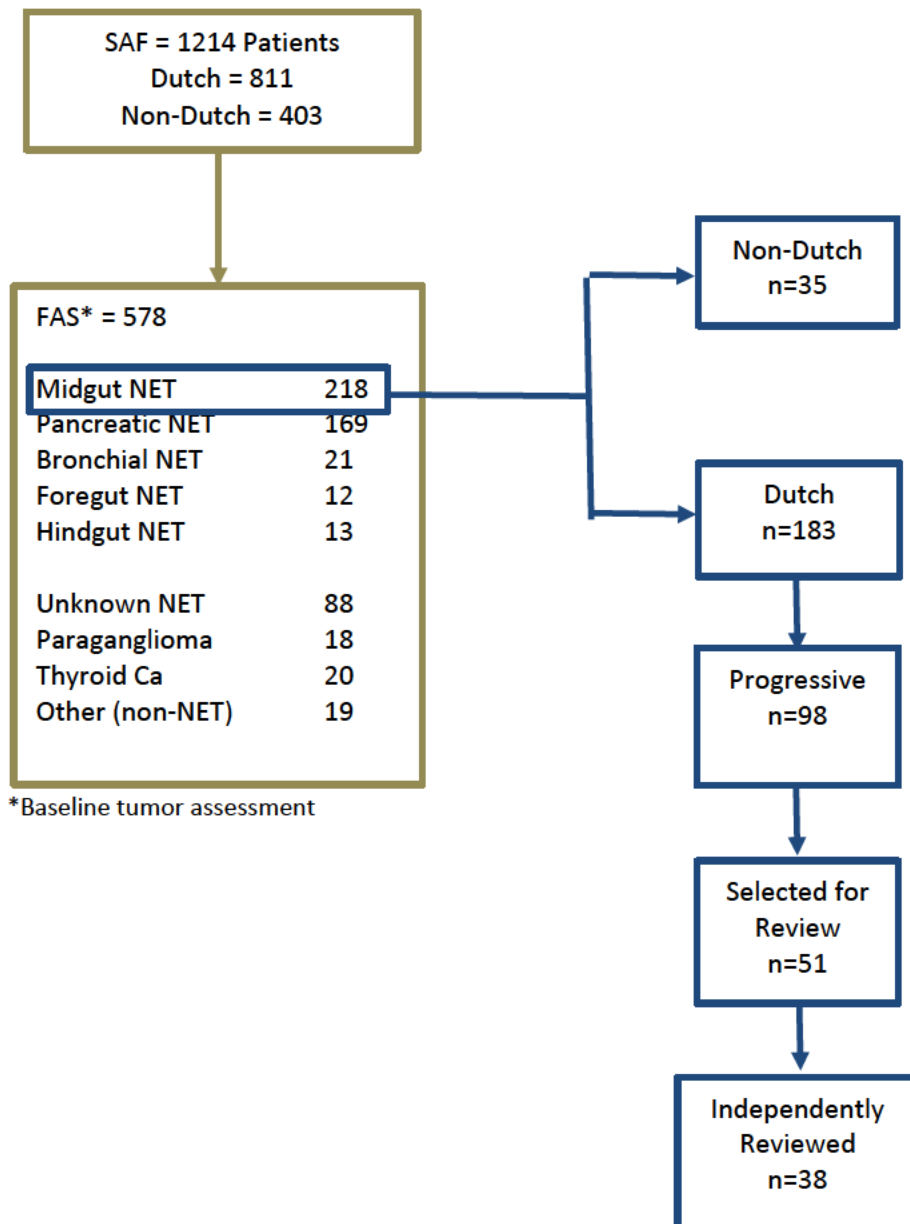 SAF = 1214 Patients
Dutch = 811
Non-Dutch = 403
FAS* = 578
Midgut NET 218
Pancreatic NET 169
Bronchial NET 21
Foregut NET 12
Hindgut NET 13
Unknown NET 88
Paraganglioma 18
Thyroid Ca 20
Other (non-NET) 19
*Baseline tumor assessment
Non-Dutch
n=35
Dutch
n=183
Progressive
n=98
Selected for
Review
n=51
Independently
Reviewed
n=38